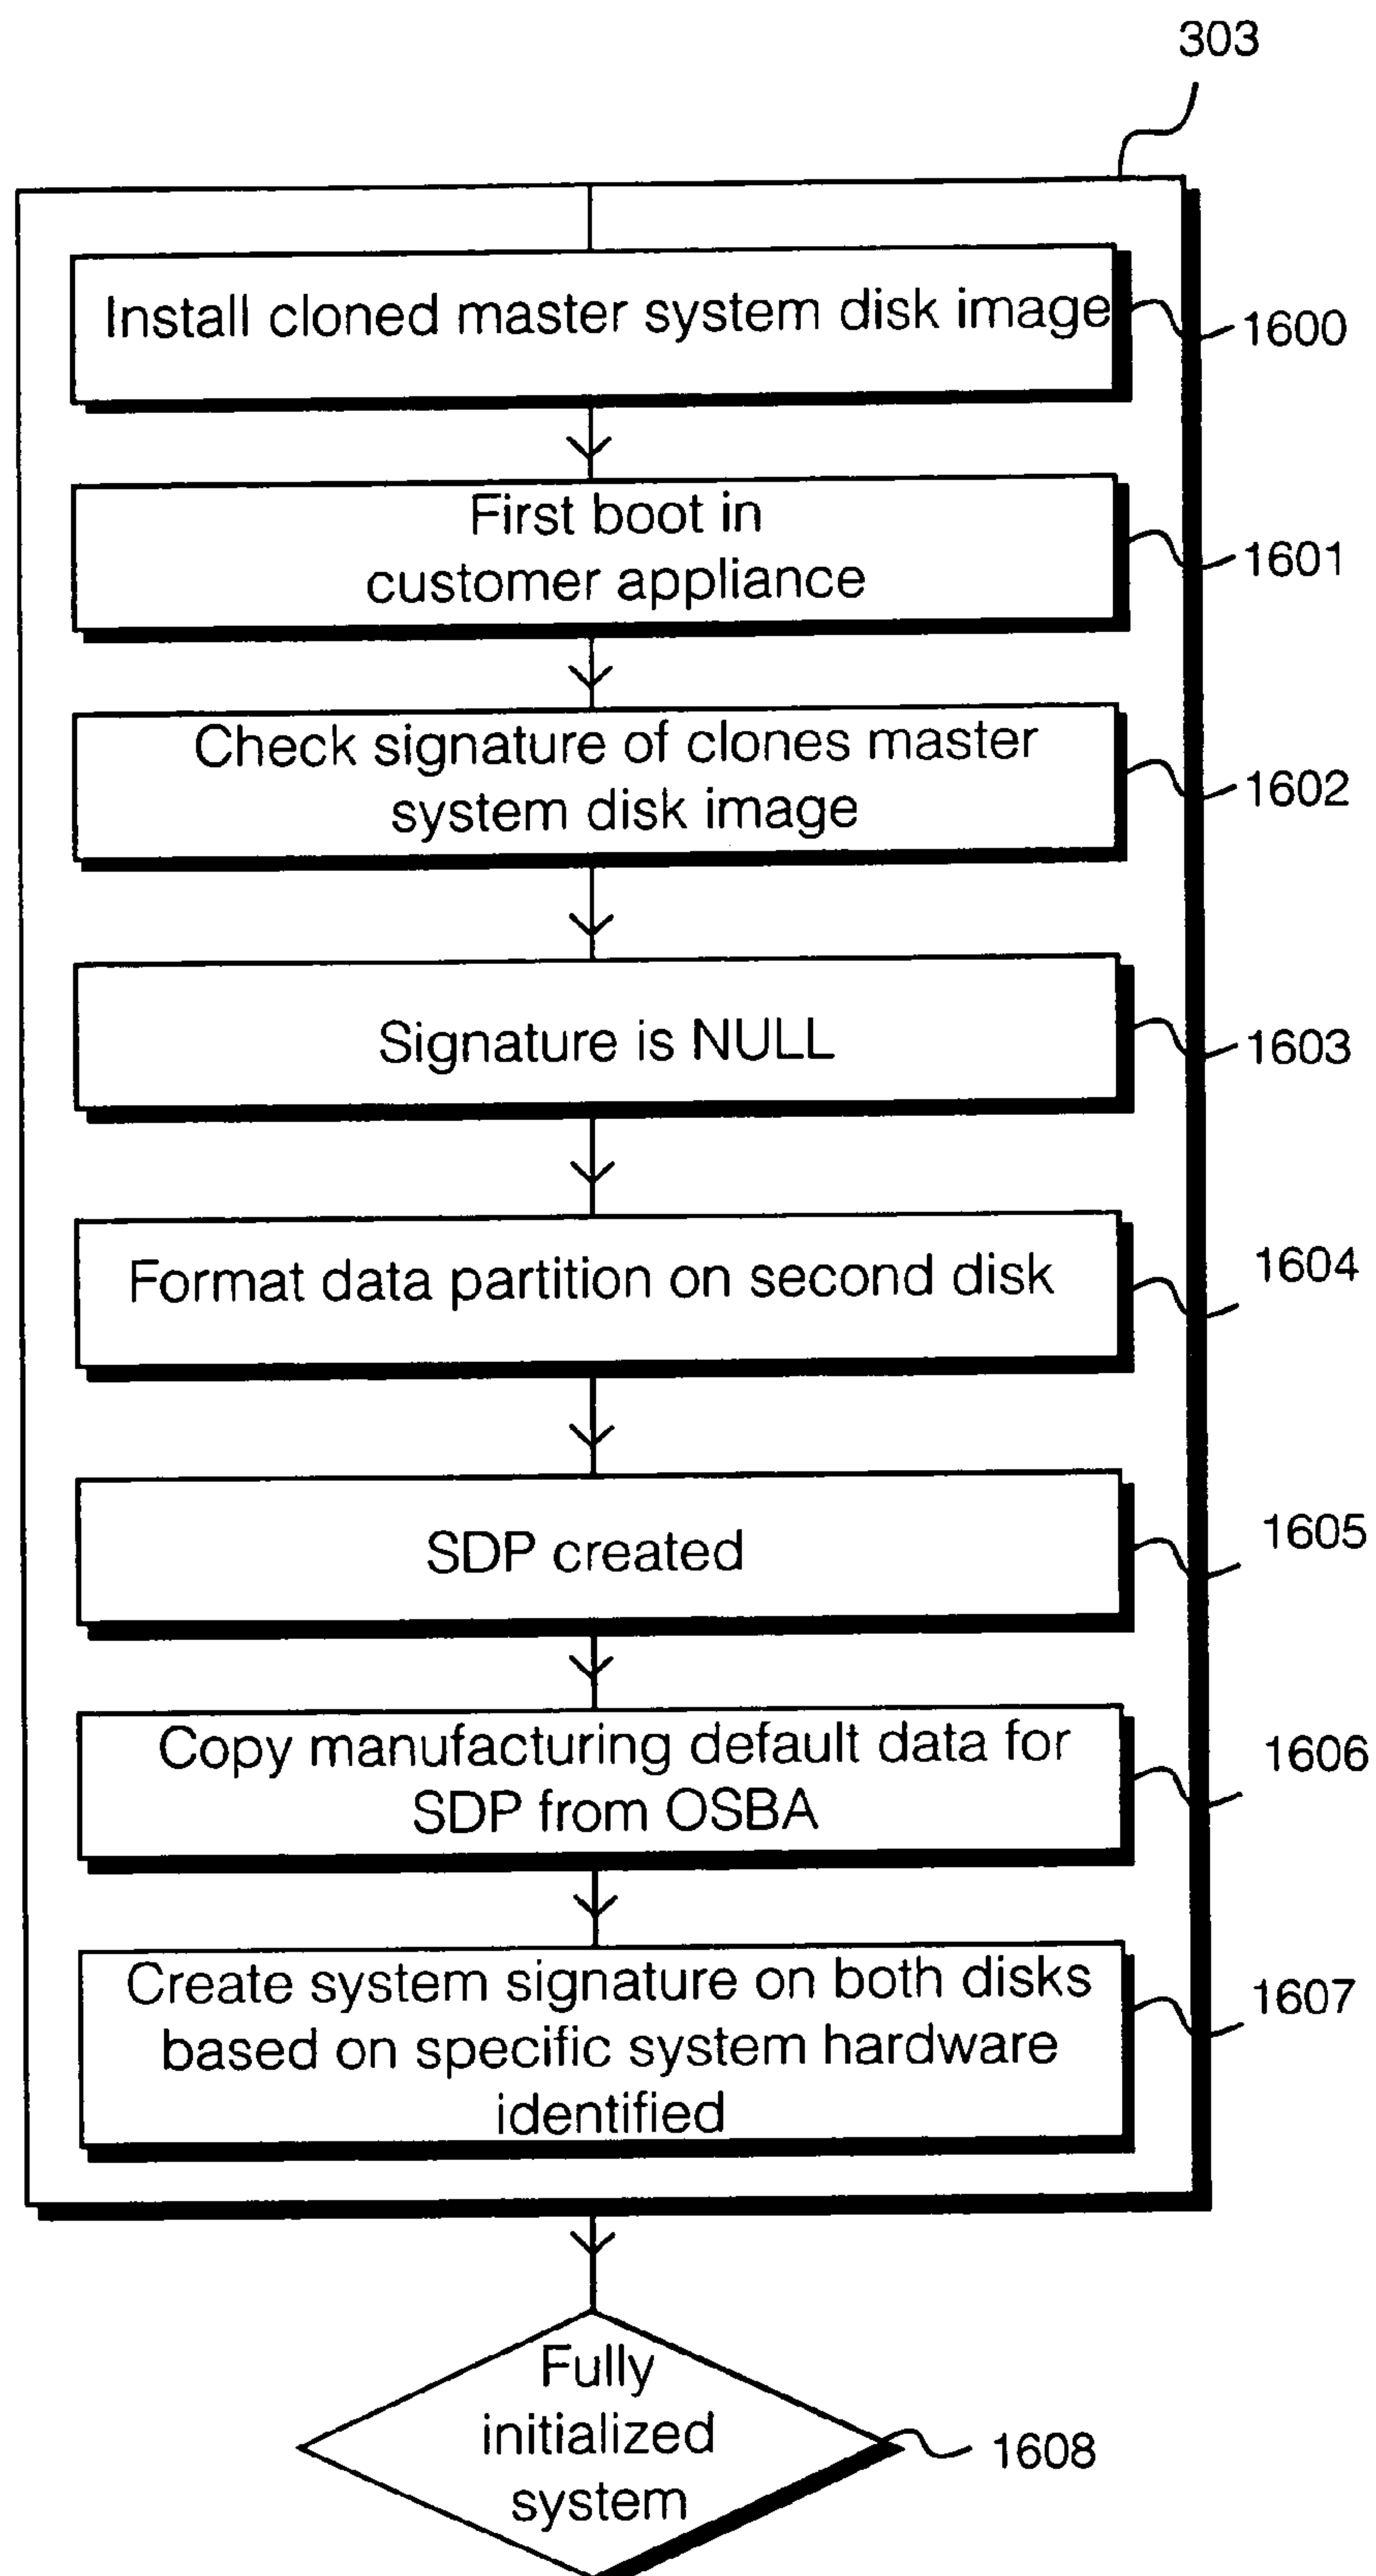 303
Install cloned master system disk image
1600
First boot in
customer appliance
1601
Check signature of clones master
system disk image
1602
Signature is NULL
1603
Format data partition on second disk
1604
SDP created
1605
Copy manufacturing default data for
SDP from OSBA
1606
Create system signature on both disks
based on specific system hardware
identified
1607
Fully
initialized
system
1608